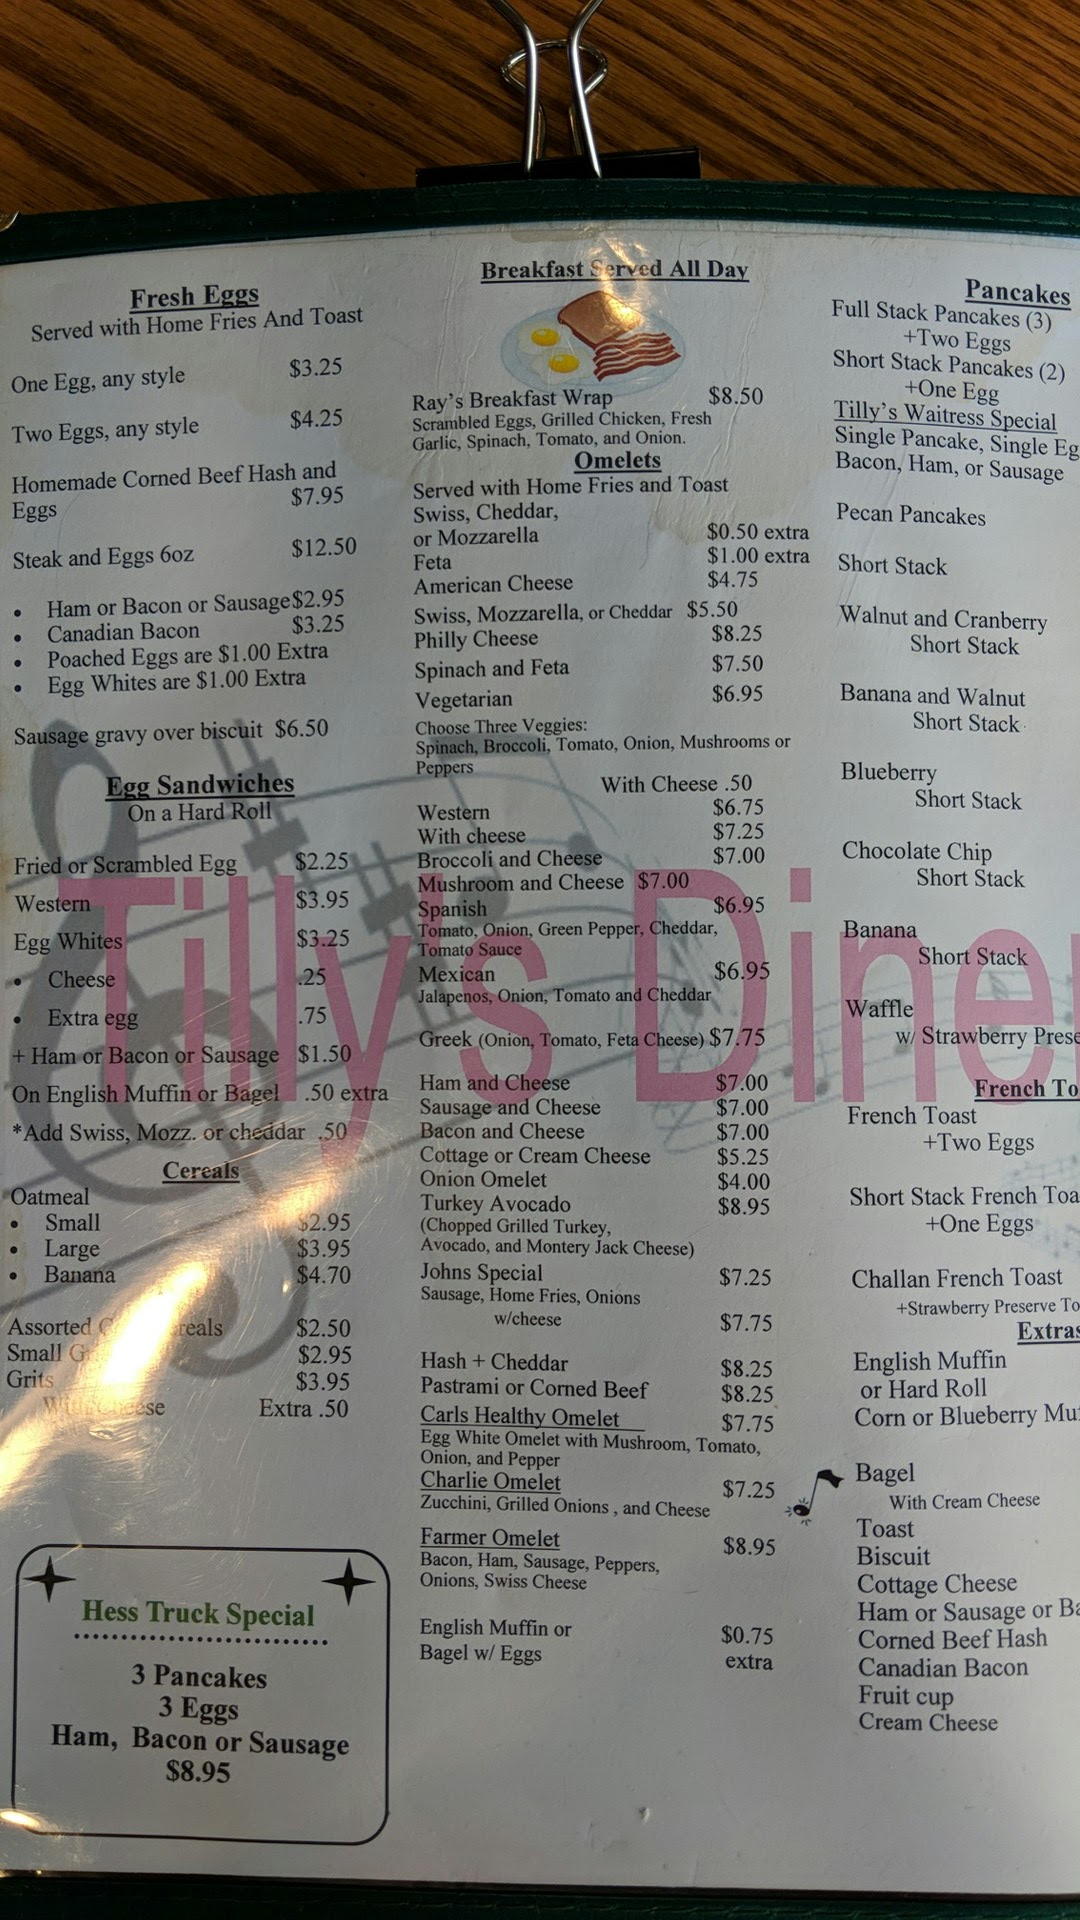 Fresh Eggs
Served with Home Fries And Toast
One Egg, any style $3.25
Two Eggs, any style $4.25
Homemade Corned Beef Hash and
Eggs $7.95
Steak and Eggs 6oz $12.50
• Ham or Bacon or Sausage $2.95
• Canadian Bacon $3.25
• Poached Eggs are $1.00 Extra
• Egg Whites are $1.00 Extra
Sausage gravy over biscuit $6.50
Egg Sandwiches
On a Hard Roll
Fried or Scrambled Egg $2.25
Western $3.95
Egg Whites $3.25
• Cheese .25
• Extra egg .75
+ Ham or Bacon or Sausage $1.50
On English Muffin or Bagel .50 extra
*Add Swiss, Mozz. or cheddar .50
Cereals
Oatmeal
• Small $2.95
• Large $3.95
• Banana $4.70
Assorted $2.50
Small $2.95
Grits $3.95
With Cheese Extra .50
Hess Truck Special
3 Pancakes
3 Eggs
Ham, Bacon or Sausage
$8.95
Breakfast Served All Day
Ray's Breakfast Wrap $8.50
Scrambled Eggs, Grilled Chicken, Fresh
Garlic, Spinach, Tomato, and Onion.
Omelets
Served with Home Fries and Toast
Swiss, Cheddar,
or Mozzarella $0.50 extra
Feta $1.00 extra
American Cheese $4.75
Swiss, Mozzarella, or Cheddar $5.50
Philly Cheese $8.25
Spinach and Feta $7.50
Vegetarian $6.95
Choose Three Veggies:
Spinach, Broccoli, Tomato, Onion, Mushrooms or
Peppers
With Cheese .50
Western $6.75
With cheese $7.25
Broccoli and Cheese $7.00
Mushroom and Cheese $7.00
Spanish $6.95
Tomato, Onion, Green Pepper, Cheddar,
Tomato Sauce
Mexican $6.95
Jalapenos, Onion, Tomato and Cheddar
Greek (Onion, Tomato, Feta Cheese) $7.75
Ham and Cheese $7.00
Sausage and Cheese $7.00
Bacon and Cheese $7.00
Cottage or Cream Cheese $5.25
Onion Omelet $4.00
Turkey Avocado $8.95
(Chopped Grilled Turkey,
Avocado, and Montery Jack Cheese)
Johns Special $7.25
Sausage, Home Fries, Onions
w/cheese $7.75
Hash + Cheddar $8.25
Pastrami or Corned Beef $8.25
Carls Healthy Omelet $7.75
Egg White Omelet with Mushroom, Tomato,
Onion, and Pepper
Charlie Omelet $7.25
Zucchini, Grilled Onions , and Cheese
Farmer Omelet $8.95
Bacon, Ham, Sausage, Peppers,
Onions, Swiss Cheese
English Muffin or $0.75
Bagel w/ Eggs extra
Pancakes
Full Stack Pancakes (3)
+Two Eggs
Short Stack Pancakes (2)
+One Egg
Tilly's Waitress Special
Single Pancake, Single Eg
Bacon, Ham, or Sausage
Pecan Pancakes
Short Stack
Walnut and Cranberry
Short Stack
Banana and Walnut
Short Stack
Blueberry
Short Stack
Chocolate Chip
Short Stack
Banana
Short Stack
Waffle
w/ Strawberry Prese
French To
French Toast
+Two Eggs
Short Stack French Toa
+One Eggs
Challan French Toast
+Strawberry Preserve To
Extras
English Muffin
or Hard Roll
Corn or Blueberry Muf
Bagel
With Cream Cheese
Toast
Biscuit
Cottage Cheese
Ham or Sausage or Ba
Corned Beef Hash
Canadian Bacon
Fruit cup
Cream Cheese
Tilly's Diner